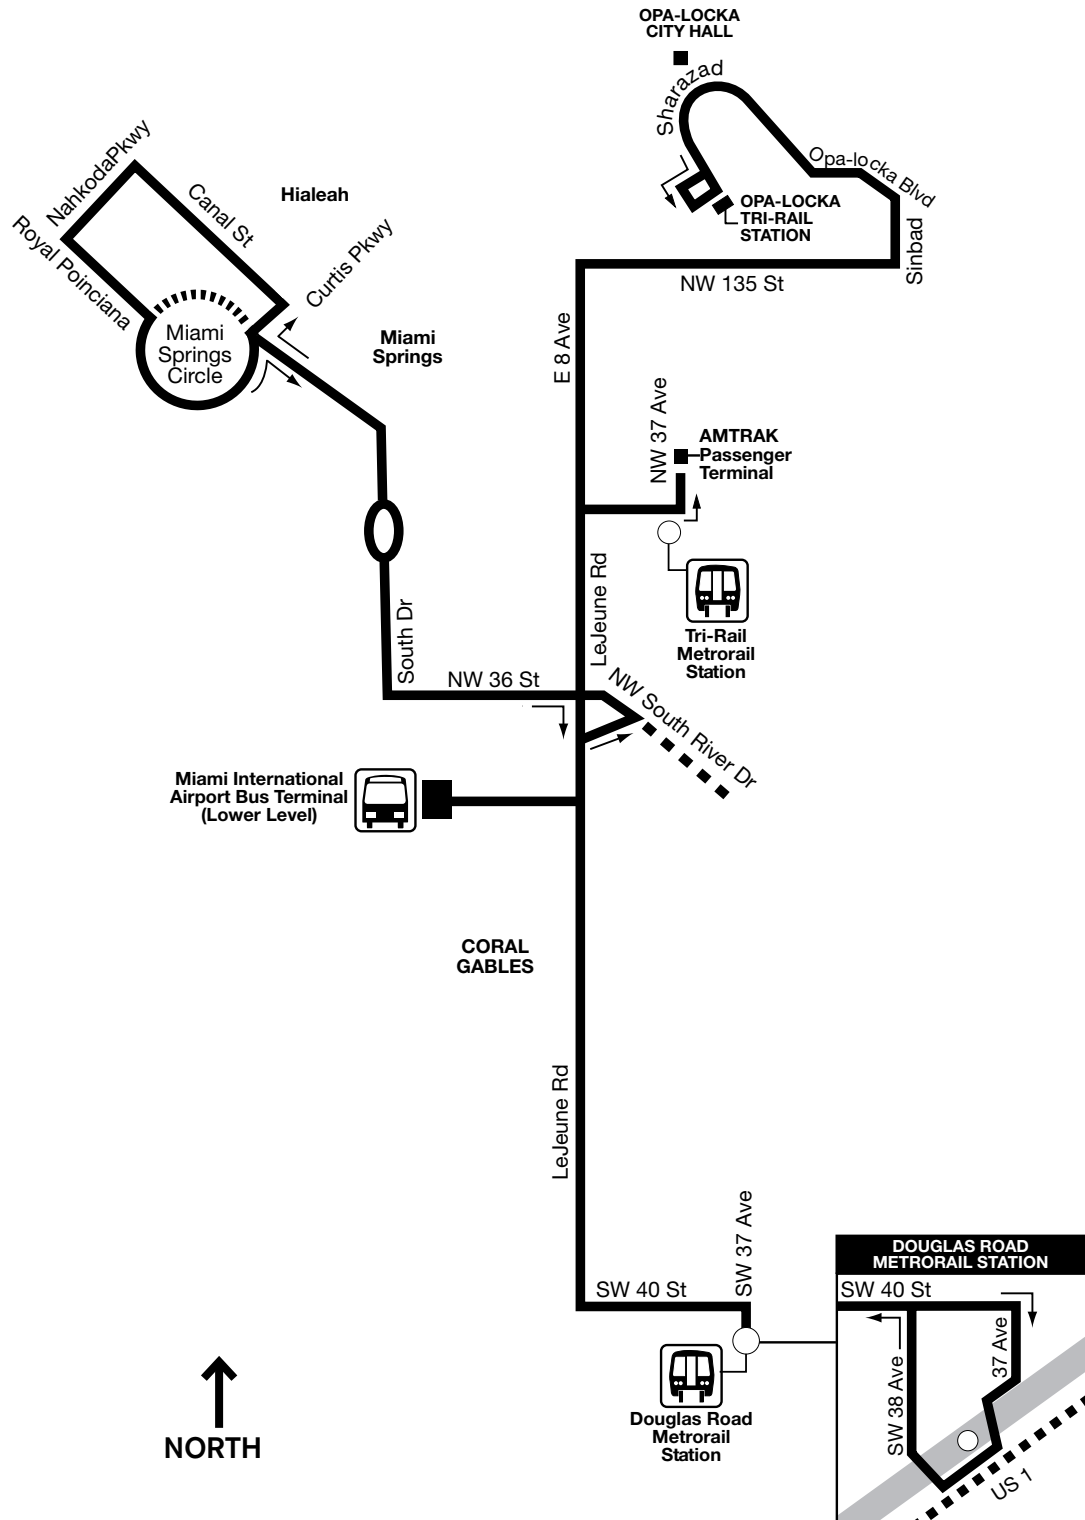 OPA-LOCKA
CITY HALL
Sharazad
Opa-locka Blvd
NahkodaPkwy
Canal St
Hialeah
OPA-LOCKA
TRI-RAIL
STATION
Sinbad
Royal Poinciana
Curtis Pkwy
NW 135 St
Miami
Springs
Circle
Miami
Springs
E 8 Ave
NW 37 Ave
AMTRAK
Passenger
Terminal
LeJeune Rd
South Dr
Tri-Rail
Metrorail
Station
NW 36 St
NW South River Dr
Miami International
Airport Bus Terminal
(Lower Level)
CORAL
GABLES
LeJeune Rd
SW 37 Ave
DOUGLAS ROAD
METRORAIL STATION
SW 40 St
SW 40 St
37 Ave
SW 38 Ave
Douglas Road
Metrorail
Station
US 1
NORTH